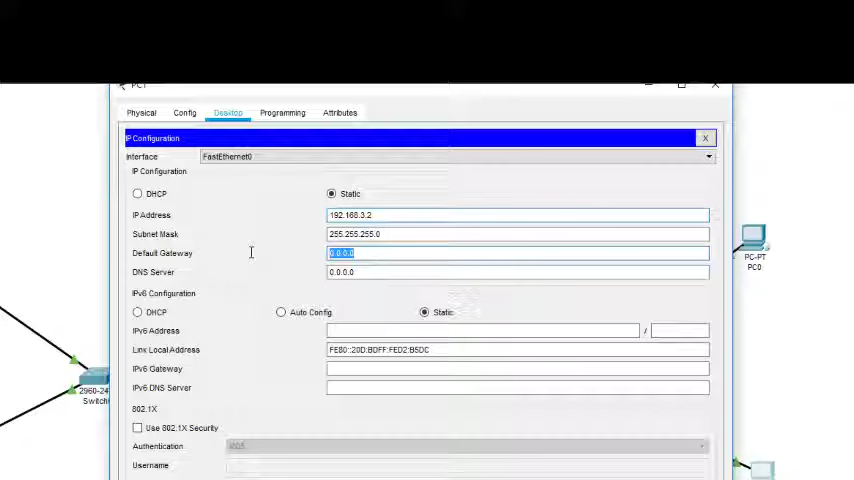 PC1
Physical Config Desktop Programming Attributes
IP Configuration X
Interface FastEthernet0
IP Configuration
DHCP Static
IP Address 192.168.3.2
Subnet Mask 255.255.255.0
Default Gateway 0.0.0.0
DNS Server 0.0.0.0
IPv6 Configuration
DHCP Auto Config Static
IPv6 Address /
Link Local Address FE80::20D:BDFF:FED2:B5DC
IPv6 Gateway
IPv6 DNS Server
802.1X
Use 802.1X Security
Authentication MD5
Username
PC-PT
PC0
2960-24
Switch